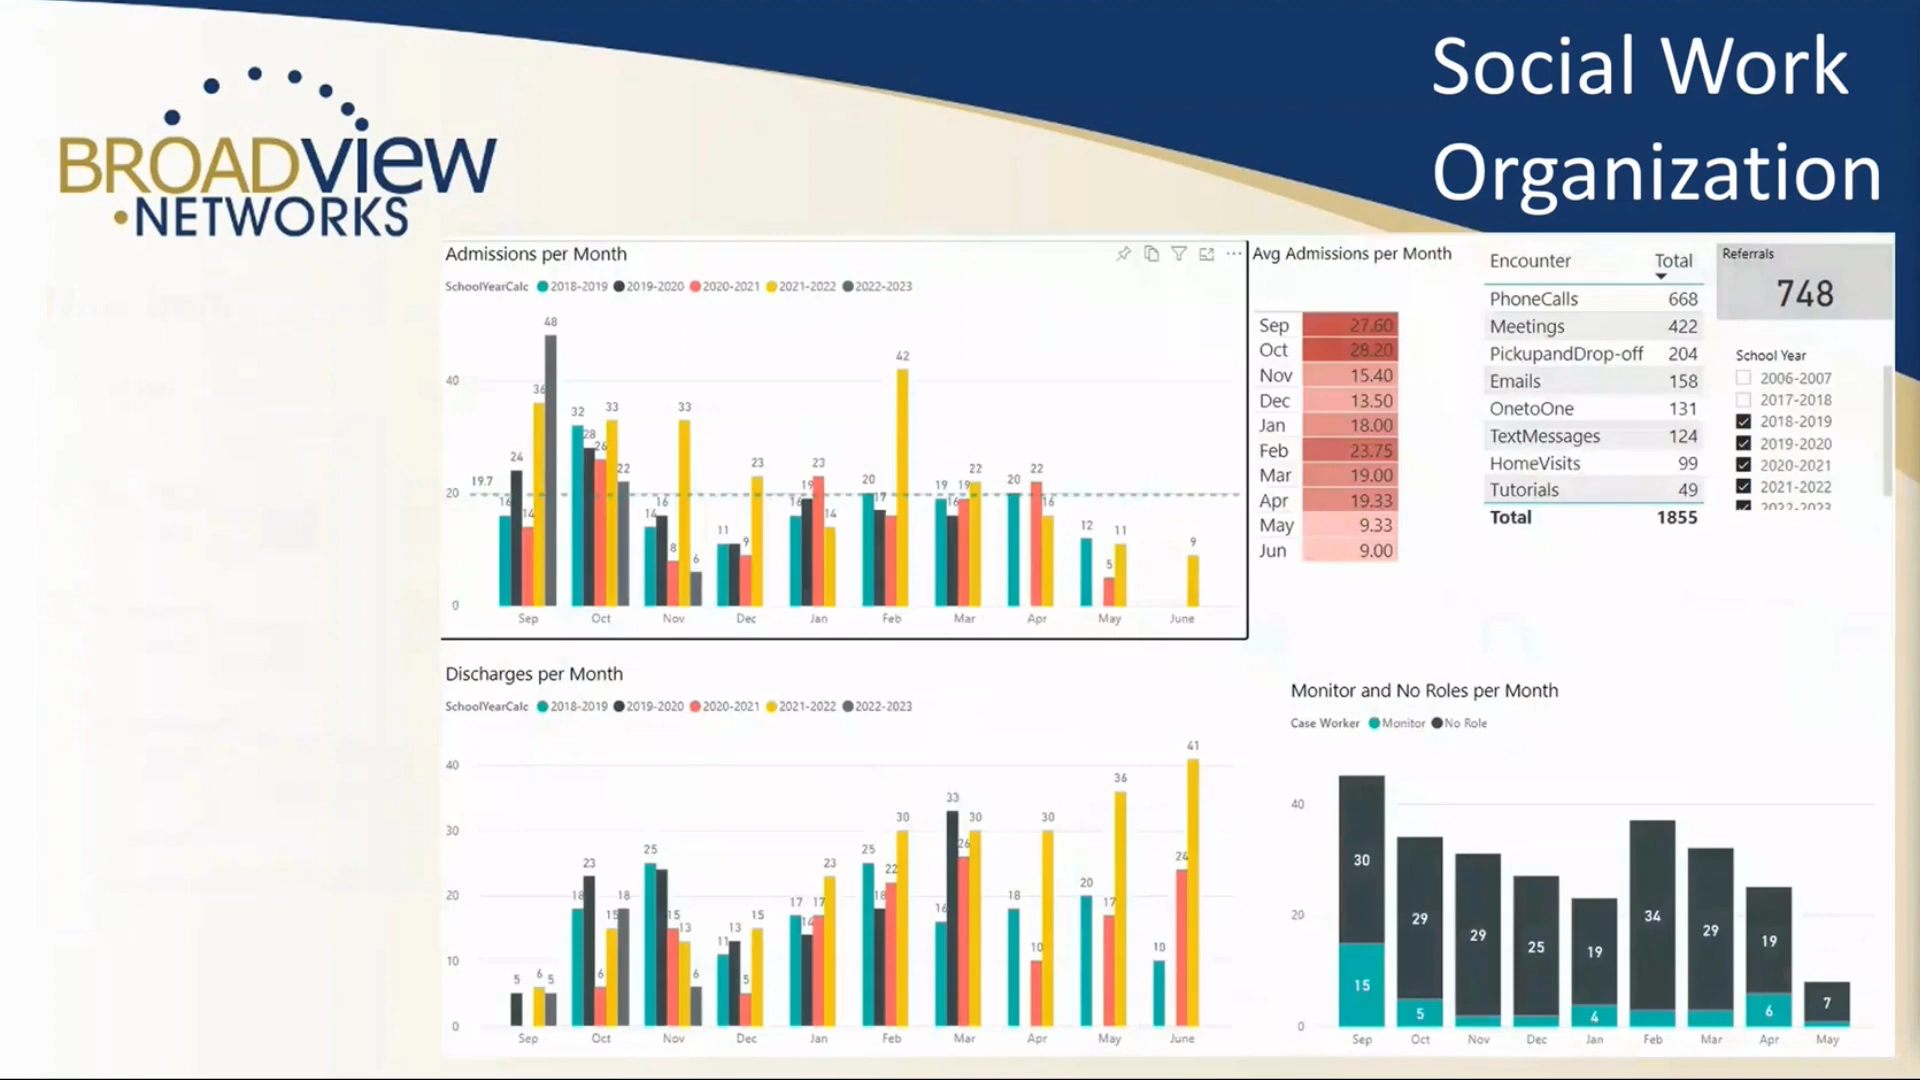 Social Work
Organization
BROADVIEW
NETWORKS
Admissions per Month
SchoolYearCalc 2018-2019 2019-2020 2020-2021 2021-2022 2022-2023
48
42
40
36
32 28 26 33 22
33
24
23
23
22
22
20
19.7
20
16 14
14 16 8 6
11 9
16 19 14
20 17
19 16 19
16
12 5 11
9
0
Sep Oct Nov Dec Jan Feb Mar Apr May June
Avg Admissions per Month
Sep 27.60
Oct 28.20
Nov 15.40
Dec 13.50
Jan 18.00
Feb 23.75
Mar 19.00
Apr 19.33
May 9.33
Jun 9.00
Encounter Total
PhoneCalls 668
Meetings 422
PickupandDrop-off 204
Emails 158
OnetoOne 131
TextMessages 124
HomeVisits 99
Tutorials 49
Total 1855
Referrals
748
School Year
2006-2007
2017-2018
2018-2019
2019-2020
2020-2021
2021-2022
2022-2023
Discharges per Month
SchoolYearCalc 2018-2019 2019-2020 2020-2021 2021-2022 2022-2023
41
40
36
33
30
30 30 30
25 25 26
23 23 22 24
20
18 15 18
15 13
15
17 14 17
18
16
18
20 17
10
11 13 5
10
10
5 6 5
6
6
0
Sep Oct Nov Dec Jan Feb Mar Apr May June
Monitor and No Roles per Month
Case Worker Monitor No Role
40
20
0
30 29 29 25 19 34 29 19 7
15 5 4 6
Sep Oct Nov Dec Jan Feb Mar Apr May